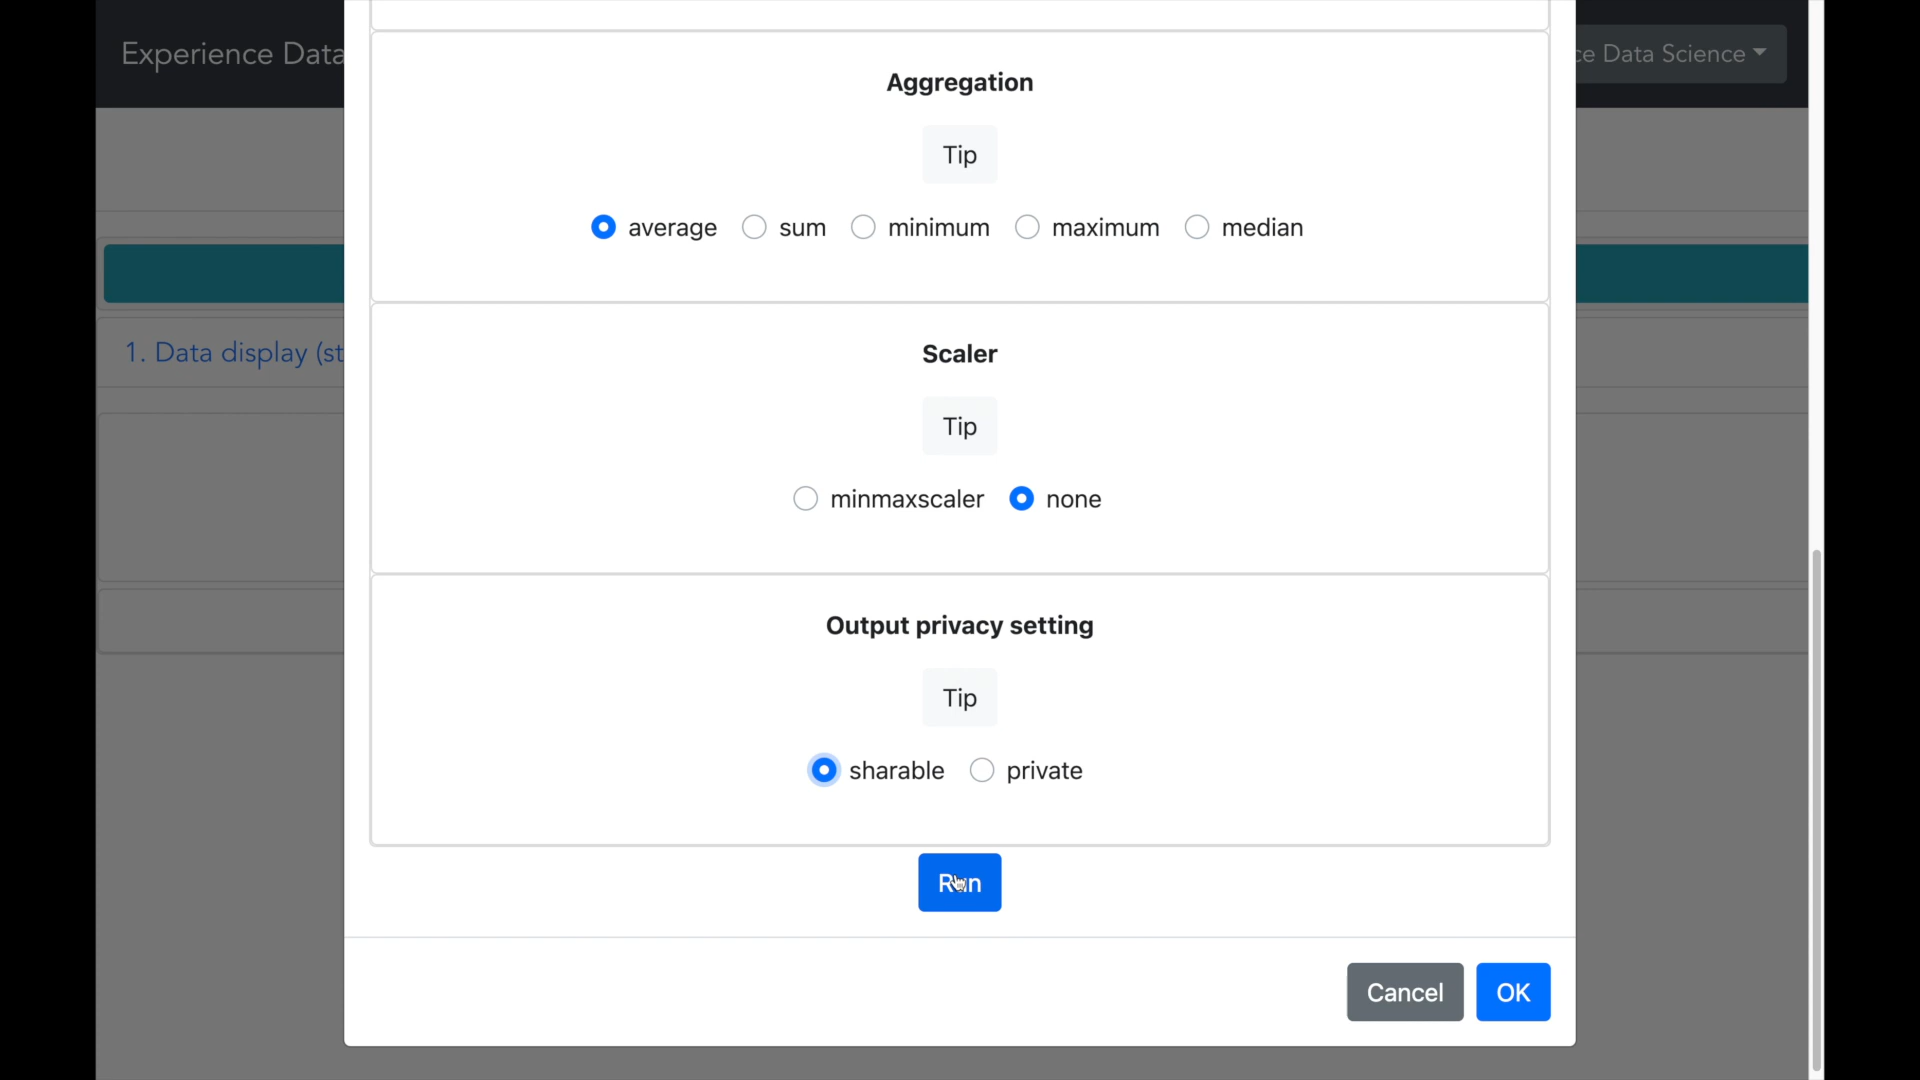 Experience Data
ce Data Science
Aggregation
Tip
average sum minimum maximum median
1. Data display (st
Scaler
Tip
minmaxscaler none
Output privacy setting
Tip
sharable private
Run
Cancel OK